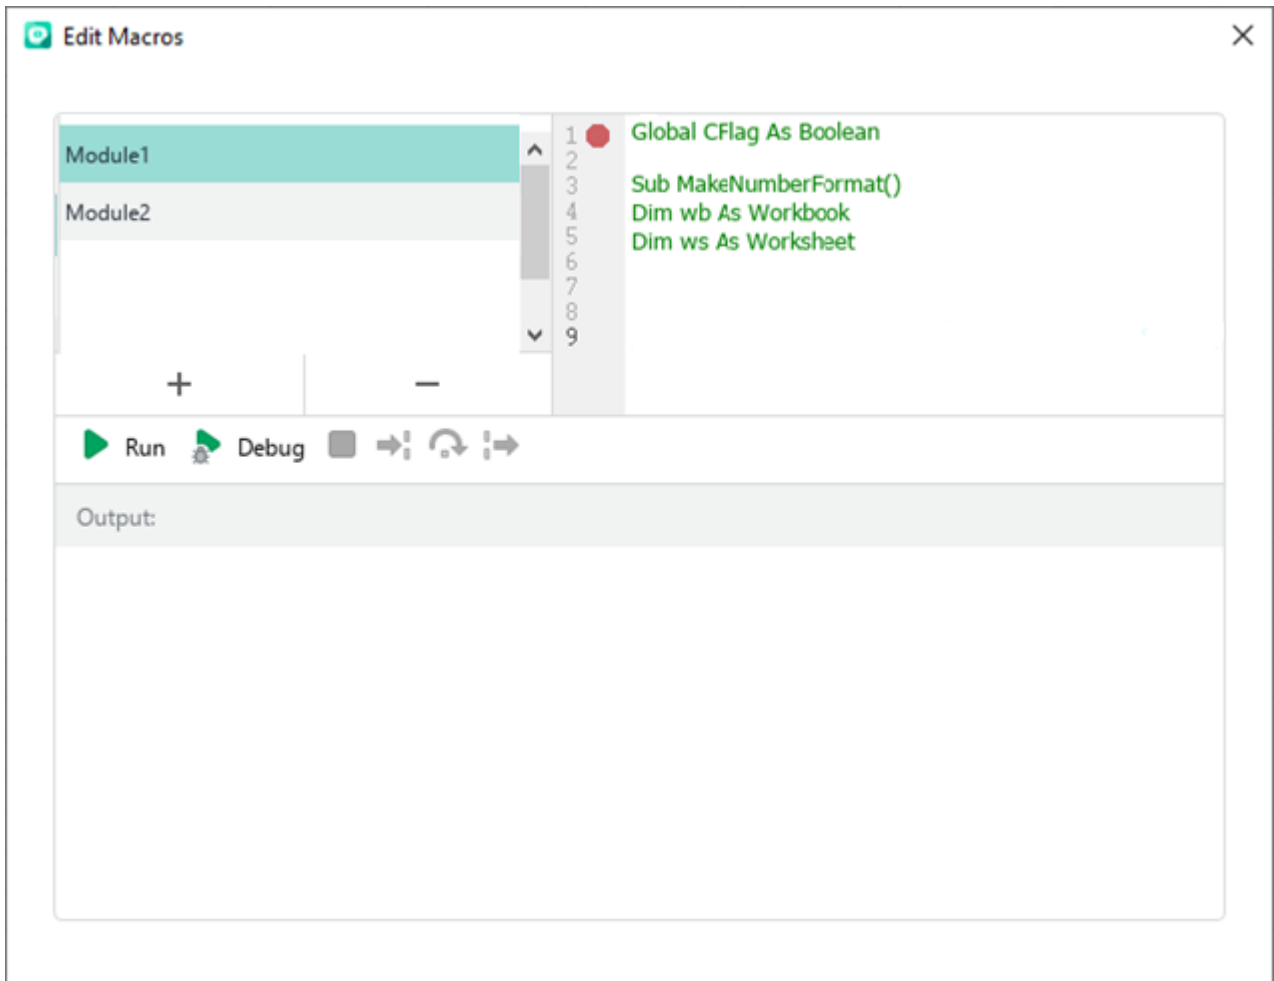 Edit Macros
Module1
Module2
1 Global CFlag As Boolean
2
3 Sub MakeNumberFormat()
4 Dim wb As Workbook
5 Dim ws As Worksheet
6
7
8
9
Run Debug
Output: